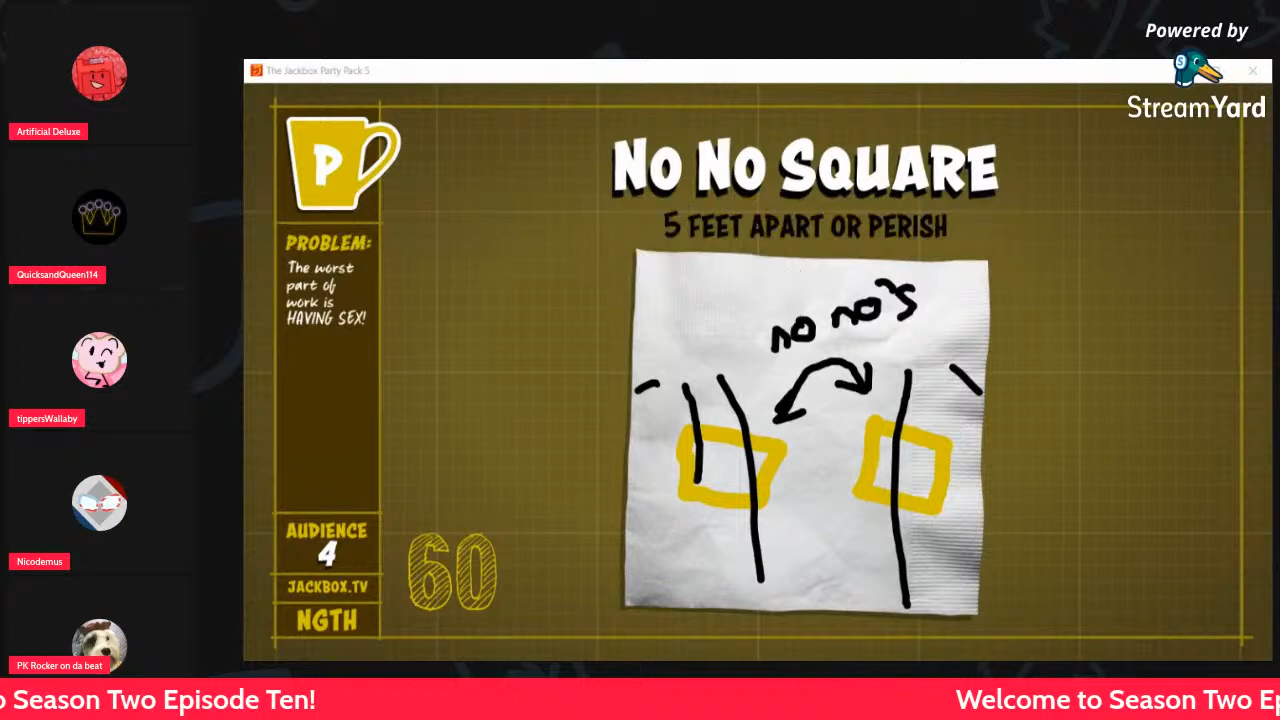 Powered by
StreamYard
The Jackbox Party Pack 5
Artificial Deluxe
QuicksandQueen114
tippersWallaby
Nicodemus
PK Rocker on da beat
P
PROBLEM:
The worst
part of
work is
HAVING SEX!
AUDIENCE
4
JACKBOX.TV
NGTH
60
NO NO SQUARE
5 FEET APART OR PERISH
no no's
o Season Two Episode Ten!
Welcome to Season Two Ep